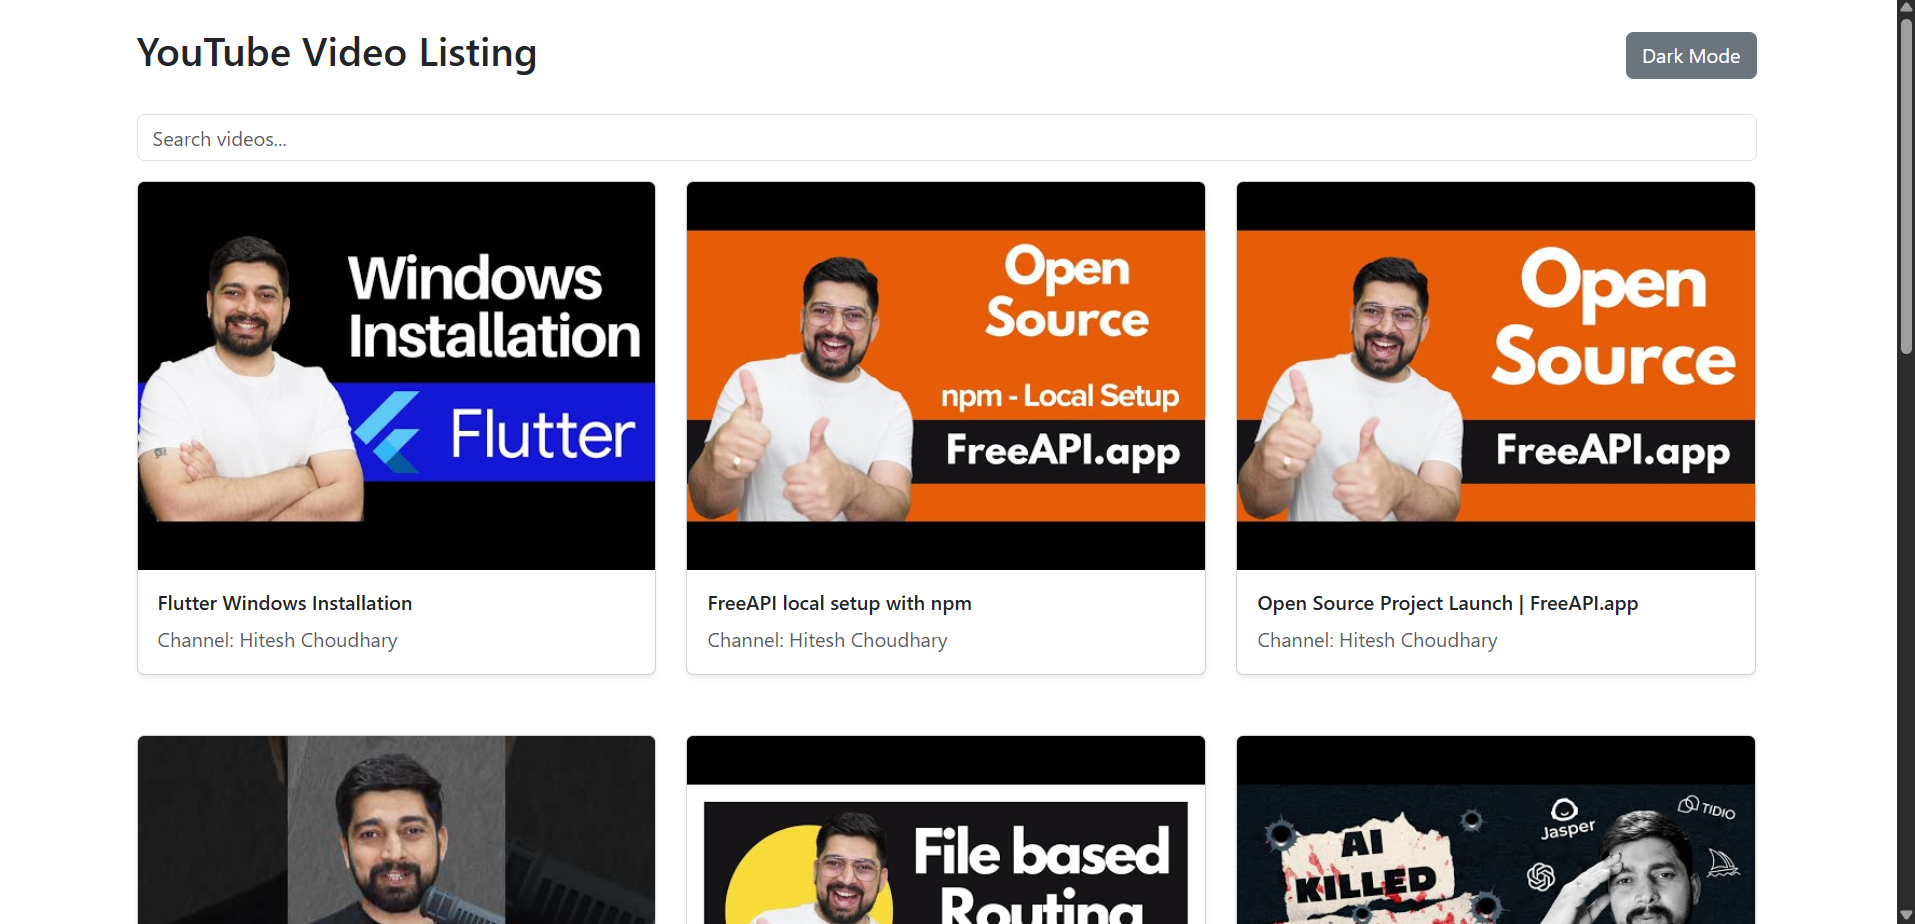 YouTube Video Listing
Dark Mode
Search videos...
Windows
Installation
Flutter
Open
Source
npm - Local Setup
FreeAPI.app
Open
Source
FreeAPI.app
Flutter Windows Installation
Channel: Hitesh Choudhary
FreeAPI local setup with npm
Channel: Hitesh Choudhary
Open Source Project Launch | FreeAPI.app
Channel: Hitesh Choudhary
File based
Routing
AI
KILLED
Jasper
TIDIO